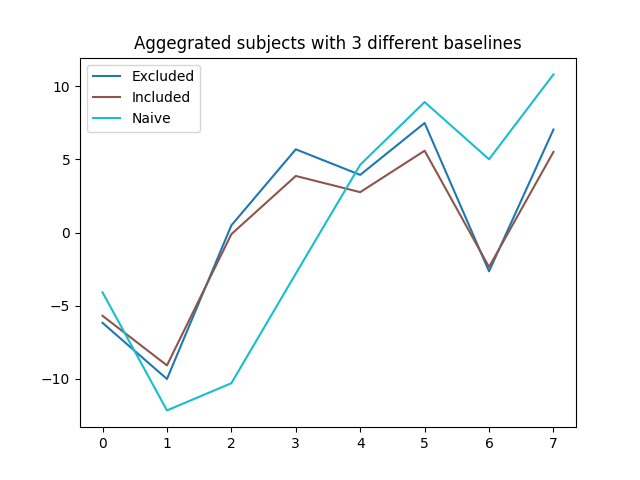 Aggegrated subjects with 3 different baselines
Excluded
Included
Naive
10
5
0
−5
−10
0 1 2 3 4 5 6 7